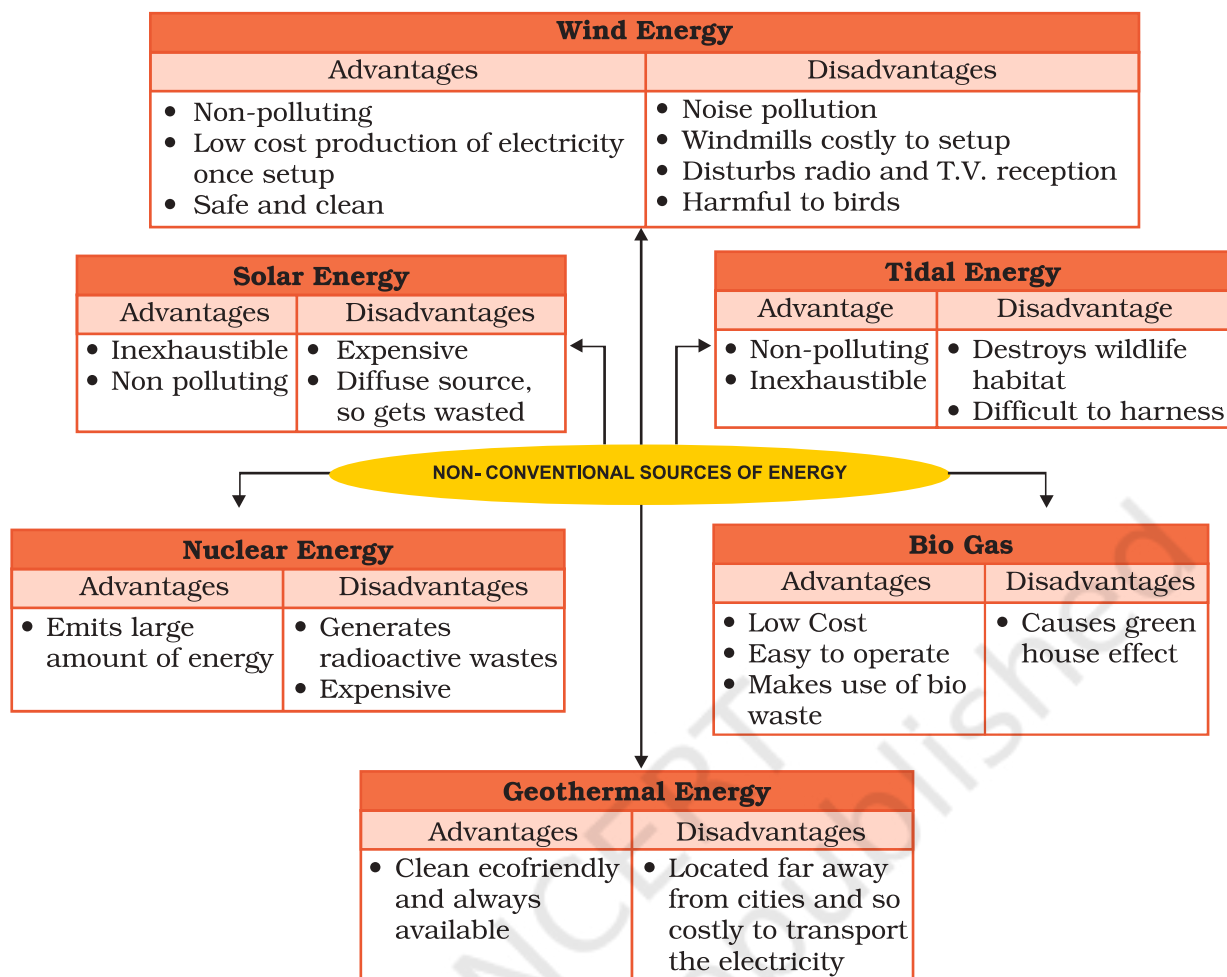 Wind Energy
Advantages
Disadvantages
• Non-polluting
• Low cost production of electricity
once setup
• Safe and clean
• Noise pollution
• Windmills costly to setup
• Disturbs radio and T.V. reception
• Harmful to birds
Solar Energy
Advantages
Disadvantages
• Inexhaustible
• Non polluting
• Expensive
• Diffuse source,
so gets wasted
Tidal Energy
Advantage
Disadvantage
• Non-polluting
• Inexhaustible
• Destroys wildlife
habitat
• Difficult to harness
NON- CONVENTIONAL SOURCES OF ENERGY
Nuclear Energy
Advantages
Disadvantages
• Emits large
amount of energy
• Generates
radioactive wastes
• Expensive
Bio Gas
Advantages
Disadvantages
• Low Cost
• Easy to operate
• Makes use of bio
waste
• Causes green
house effect
Geothermal Energy
Advantages
Disadvantages
• Clean ecofriendly
and always
available
• Located far away
from cities and so
costly to transport
the electricity
NCERT